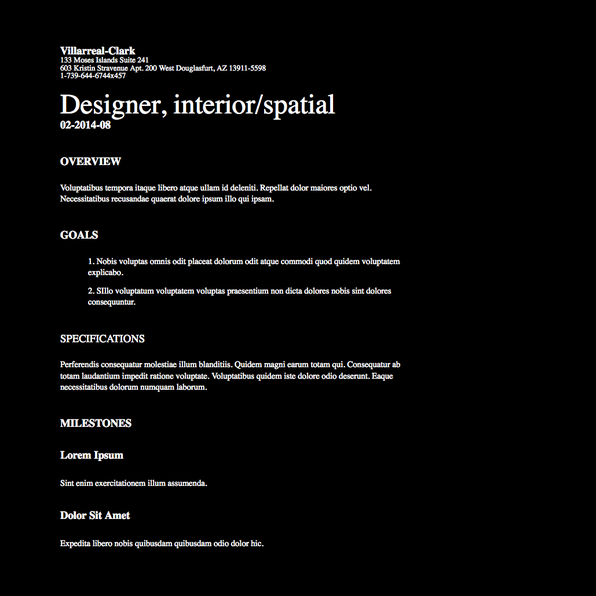 Villarreal-Clark
133 Moses Islands Suite 241
603 Kristin Stravenue Apt. 200 West Douglasfurt, AZ 13911-5598
1-739-644-6744x457
Designer, interior/spatial
02-2014-08
OVERVIEW
Voluptatibus tempora itaque libero atque ullam id deleniti. Repellat dolor maiores optio vel.
Necessitatibus recusandae quaerat dolore ipsum illo qui ipsam.
GOALS
1. Nobis voluptas omnis odit placeat dolorum odit atque commodi quod quidem voluptatem
explicabo.
2. SIllo voluptatum voluptatem voluptas praesentium non dicta dolores nobis sint dolores
consequuntur.
SPECIFICATIONS
Perferendis consequatur molestiae illum blanditiis. Quidem magni earum totam qui. Consequatur ab
totam laudantium impedit ratione voluptate. Voluptatibus quidem iste dolore odio deserunt. Eaque
necessitatibus dolorum numquam laborum.
MILESTONES
Lorem Ipsum
Sint enim exercitationem illum assumenda.
Dolor Sit Amet
Expedita libero nobis quibusdam quibusdam odio dolor hic.